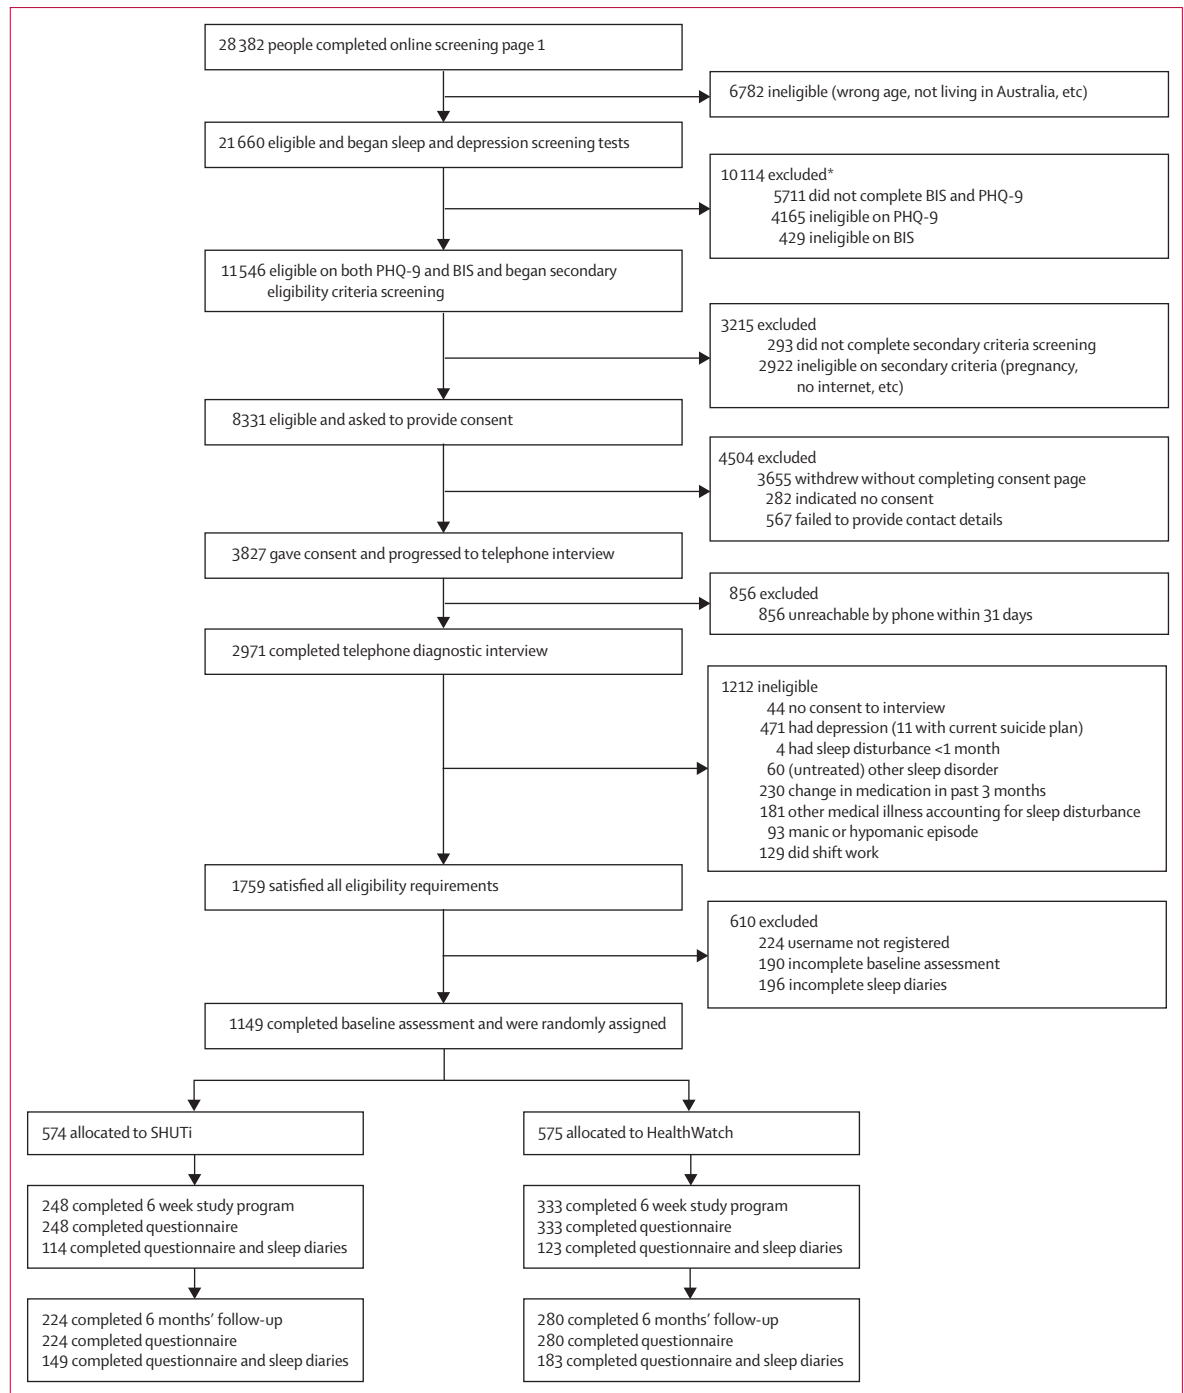 28 382 people completed online screening page 1
6782 ineligible (wrong age, not living in Australia, etc)
21 660 eligible and began sleep and depression screening tests
10 114 excluded*
5711 did not complete BIS and PHQ-9
4165 ineligible on PHQ-9
429 ineligible on BIS
11 546 eligible on both PHQ-9 and BIS and began secondary
eligibility criteria screening
3215 excluded
293 did not complete secondary criteria screening
2922 ineligible on secondary criteria (pregnancy,
no internet, etc)
8331 eligible and asked to provide consent
4504 excluded
3655 withdrew without completing consent page
282 indicated no consent
567 failed to provide contact details
3827 gave consent and progressed to telephone interview
856 excluded
856 unreachable by phone within 31 days
2971 completed telephone diagnostic interview
1212 ineligible
44 no consent to interview
471 had depression (11 with current suicide plan)
4 had sleep disturbance <1 month
60 (untreated) other sleep disorder
230 change in medication in past 3 months
181 other medical illness accounting for sleep disturbance
93 manic or hypomanic episode
129 did shift work
1759 satisfied all eligibility requirements
610 excluded
224 username not registered
190 incomplete baseline assessment
196 incomplete sleep diaries
1149 completed baseline assessment and were randomly assigned
574 allocated to SHUTi
248 completed 6 week study program
248 completed questionnaire
114 completed questionnaire and sleep diaries
224 completed 6 months' follow-up
224 completed questionnaire
149 completed questionnaire and sleep diaries
575 allocated to HealthWatch
333 completed 6 week study program
333 completed questionnaire
123 completed questionnaire and sleep diaries
280 completed 6 months' follow-up
280 completed questionnaire
183 completed questionnaire and sleep diaries